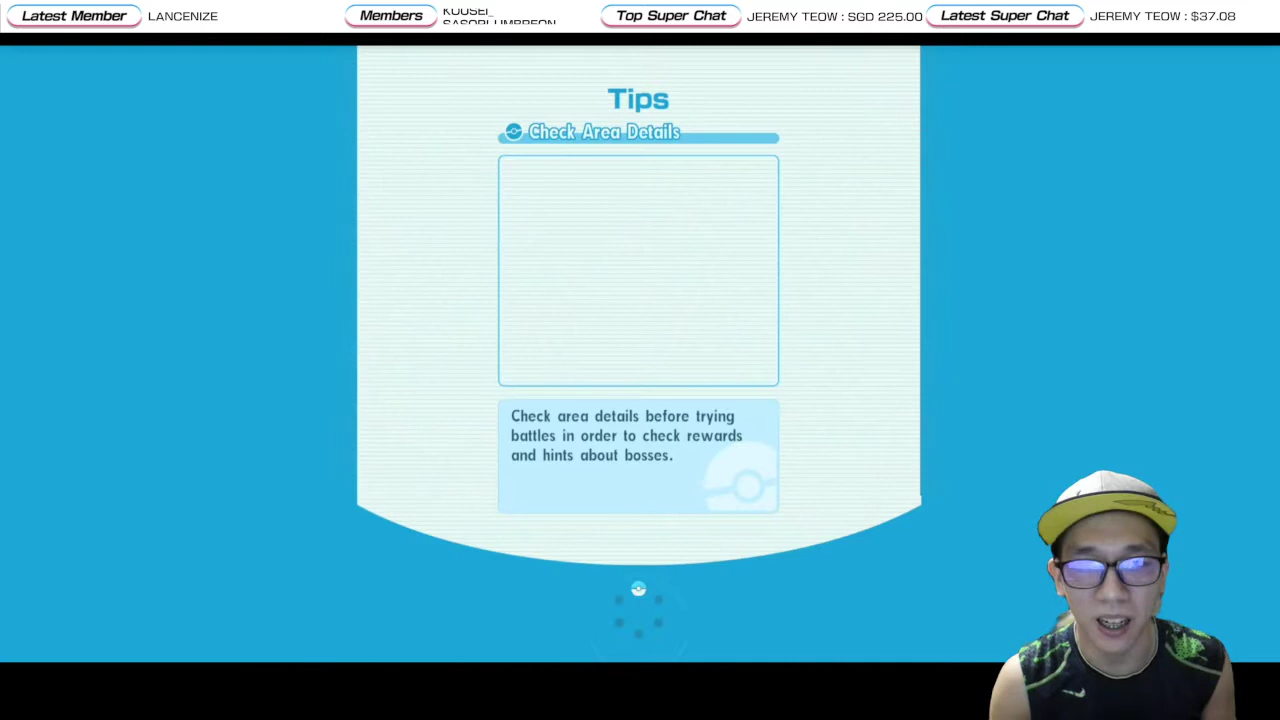 Latest Member LANCENIZE
Members KOUSEI_
SASORI_UMBREON
Top Super Chat JEREMY TEOW : SGD 225.00
Latest Super Chat JEREMY TEOW : $37.08
Tips
Check Area Details
Check area details before trying
battles in order to check rewards
and hints about bosses.